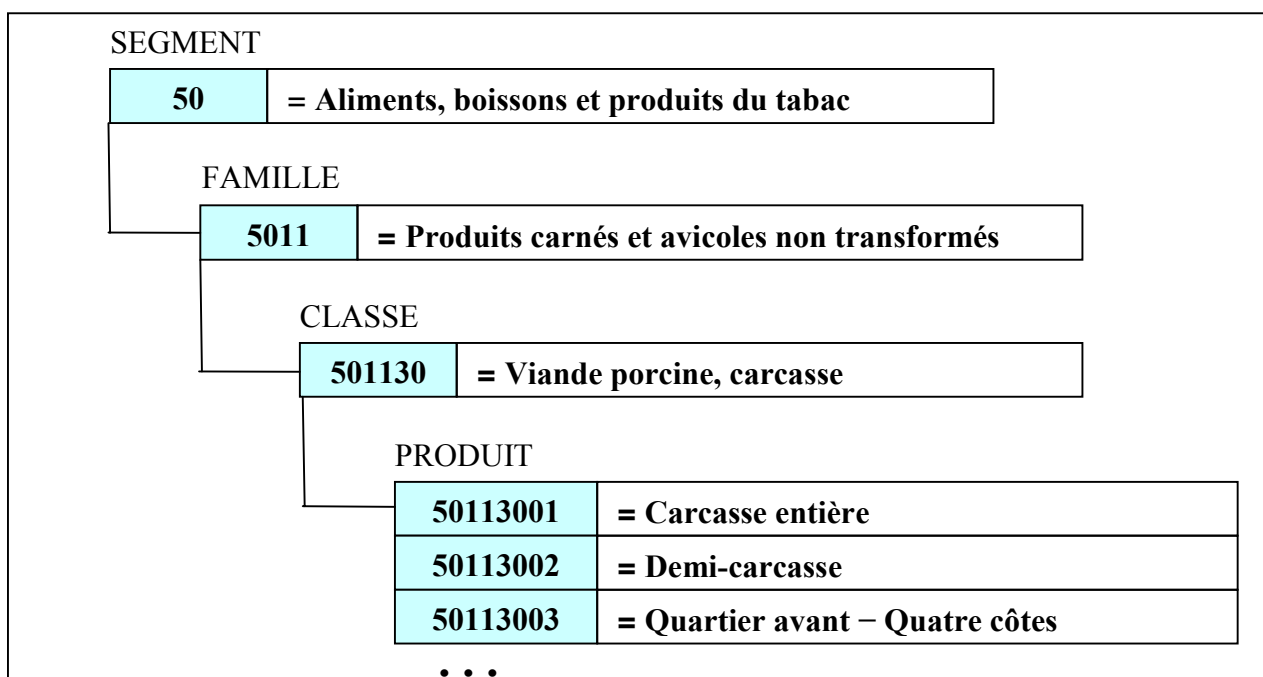 SEGMENT
50 = Aliments, boissons et produits du tabac
FAMILLE
5011 = Produits carnés et avicoles non transformés
CLASSE
501130 = Viande porcine, carcasse
PRODUIT
50113001 = Carcasse entière
50113002 = Demi-carcasse
50113003 = Quartier avant − Quatre côtes
. . .